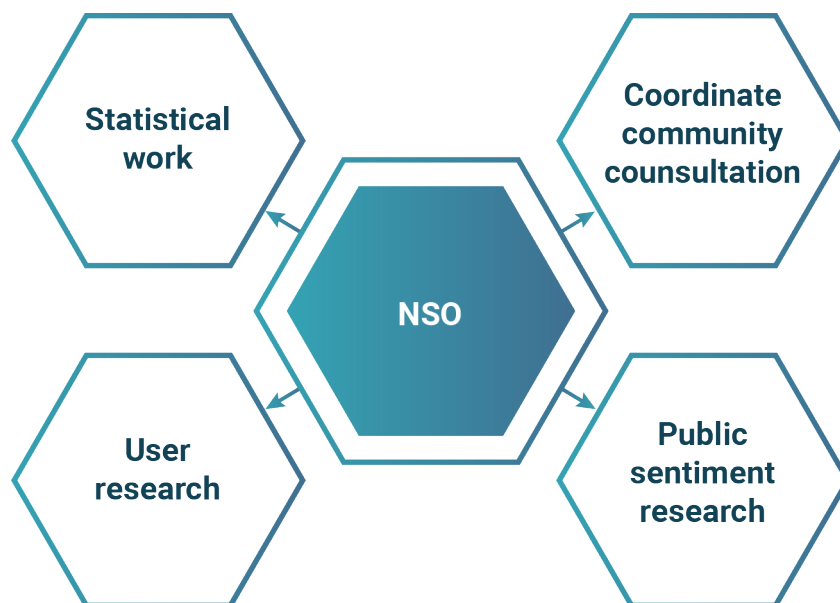 Statistical
work
Coordinate
community
counsultation
NSO
User
research
Public
sentiment
research